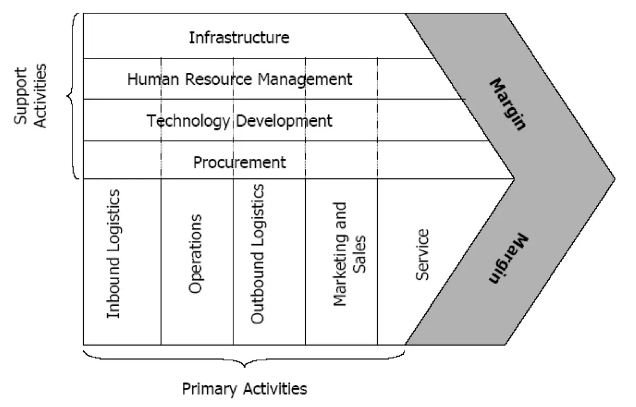 Support
Activities
Infrastructure
Human Resource Management
Technology Development
Procurement
Inbound Logistics
Operations
Outbound Logistics
Marketing and
Sales
Service
Margin
Margin
Primary Activities